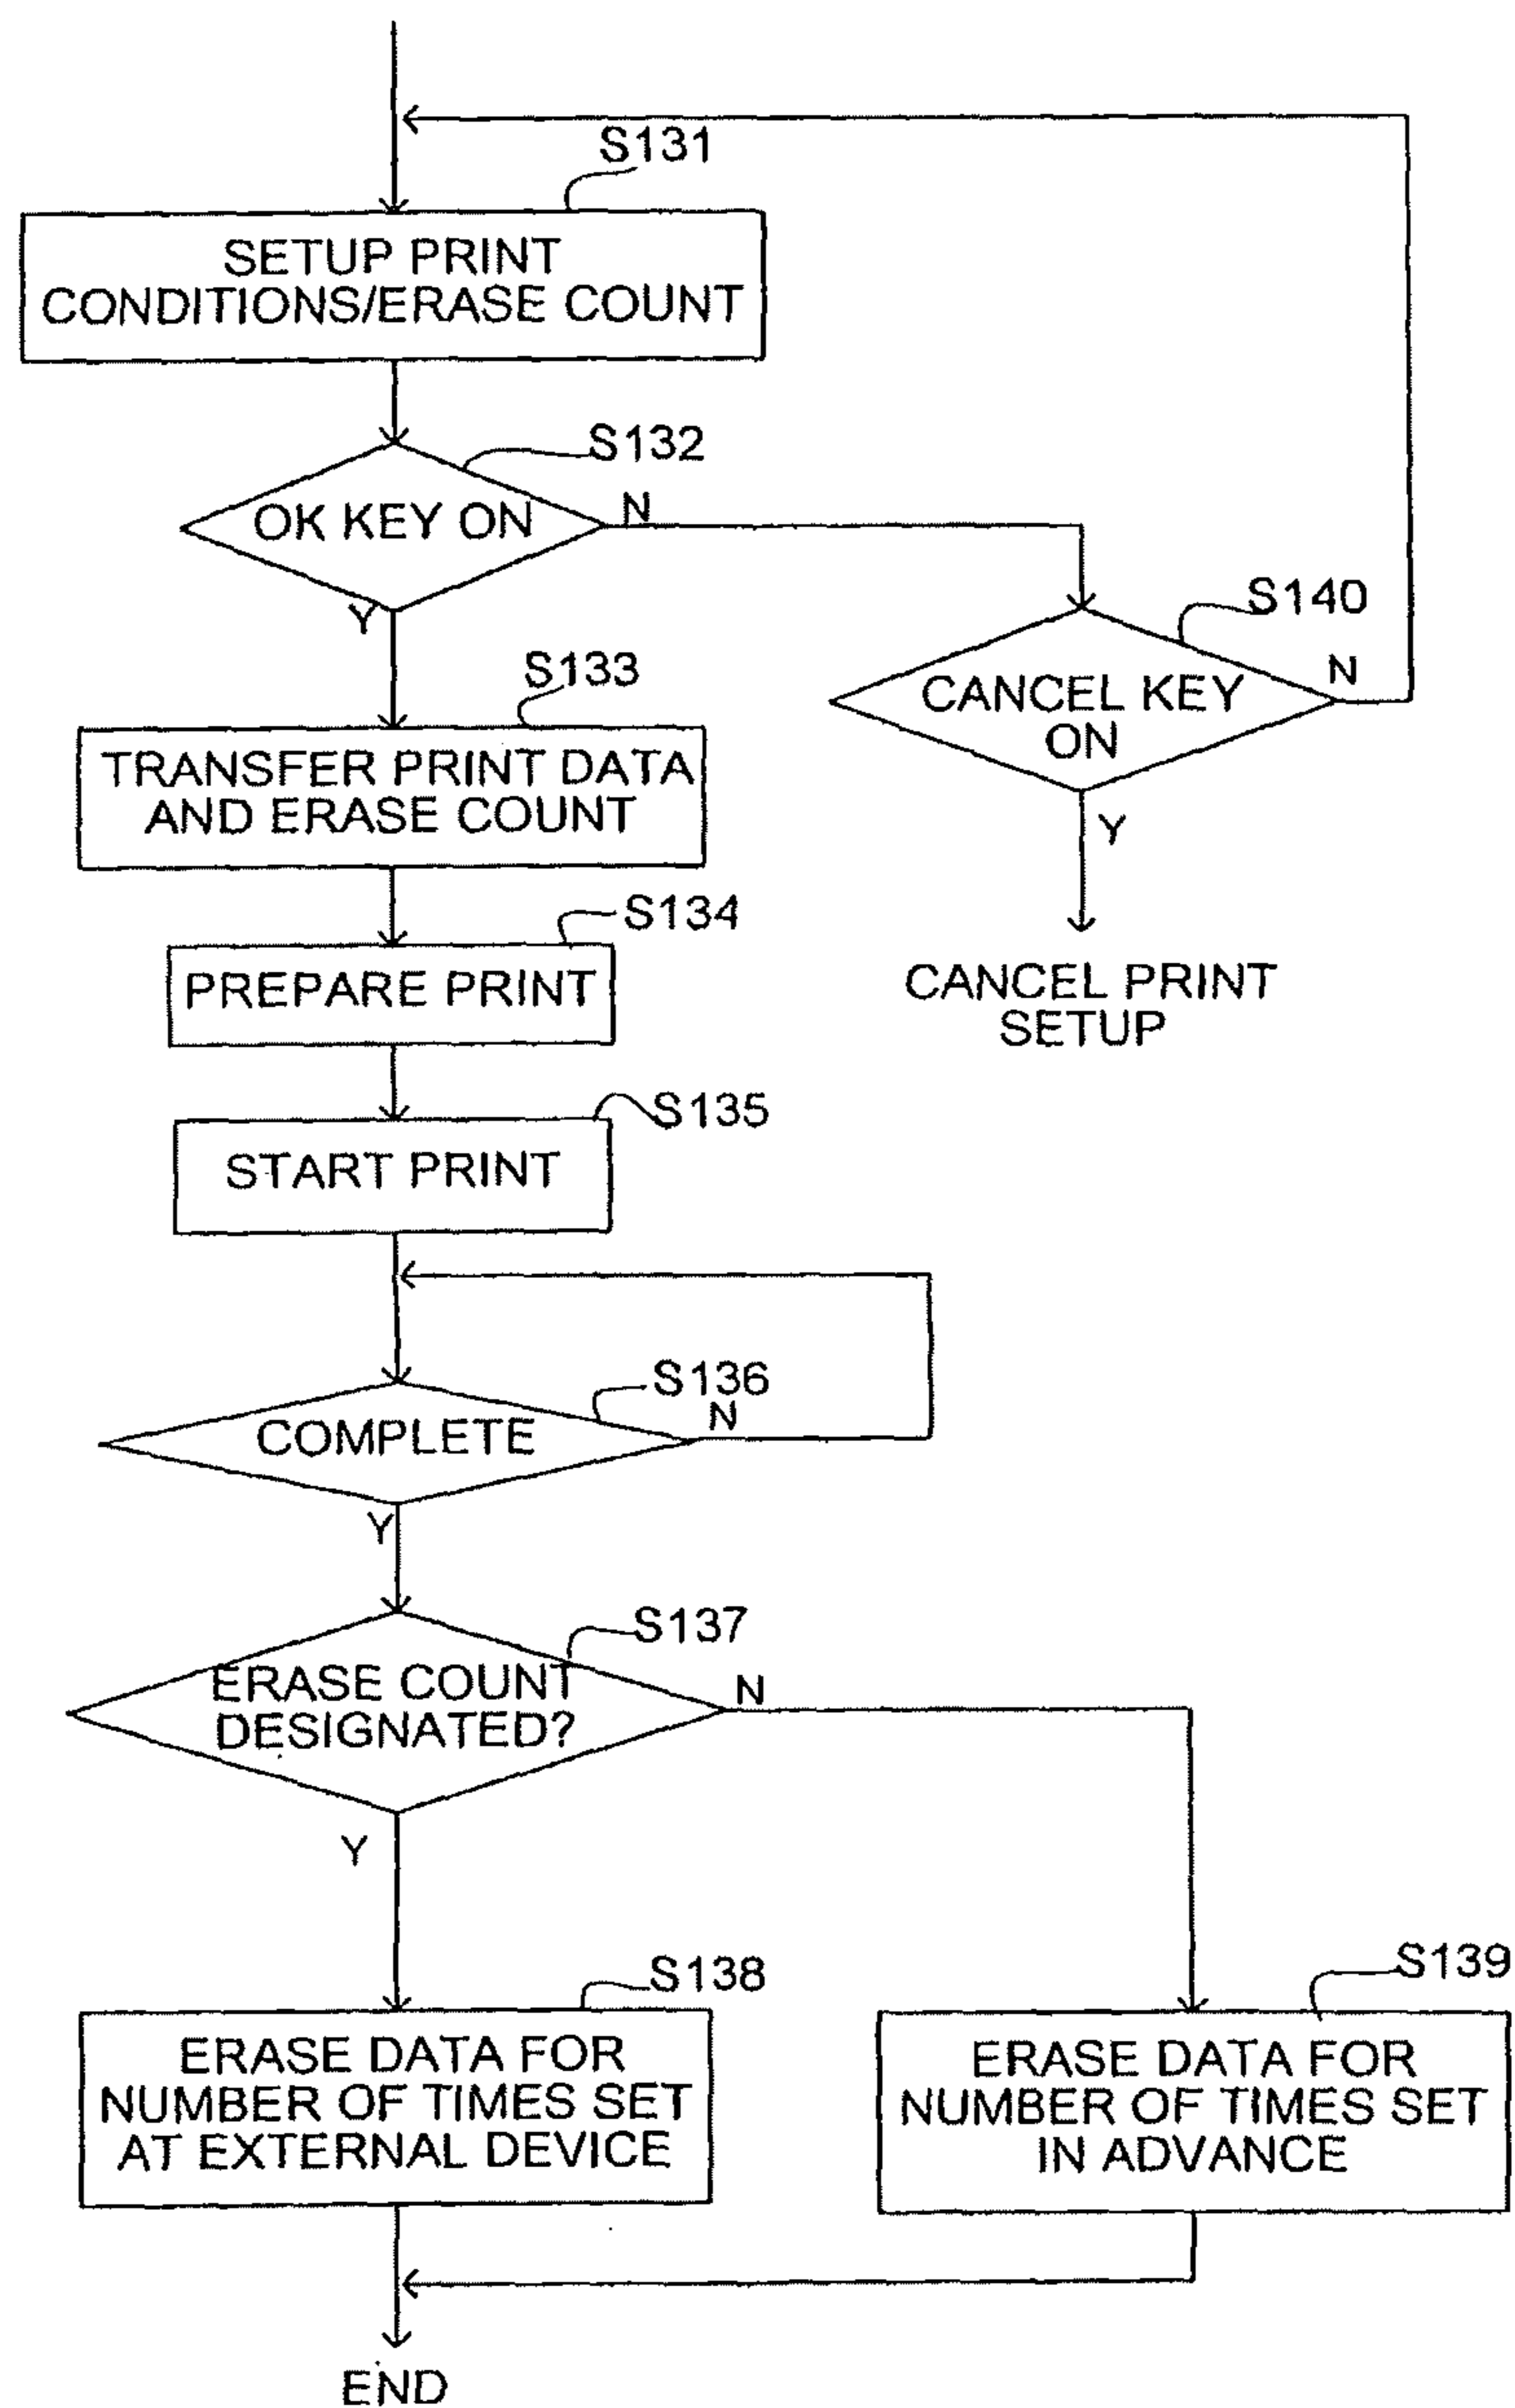 S131
SETUP PRINT
CONDITIONS/ERASE COUNT
S132
OK KEY ON
N
Y
S140
CANCEL KEY
ON
N
Y
CANCEL PRINT
SETUP
S133
TRANSFER PRINT DATA
AND ERASE COUNT
S134
PREPARE PRINT
S135
START PRINT
S136
COMPLETE
N
Y
S137
ERASE COUNT
DESIGNATED?
N
Y
S138
ERASE DATA FOR
NUMBER OF TIMES SET
AT EXTERNAL DEVICE
S139
ERASE DATA FOR
NUMBER OF TIMES SET
IN ADVANCE
END